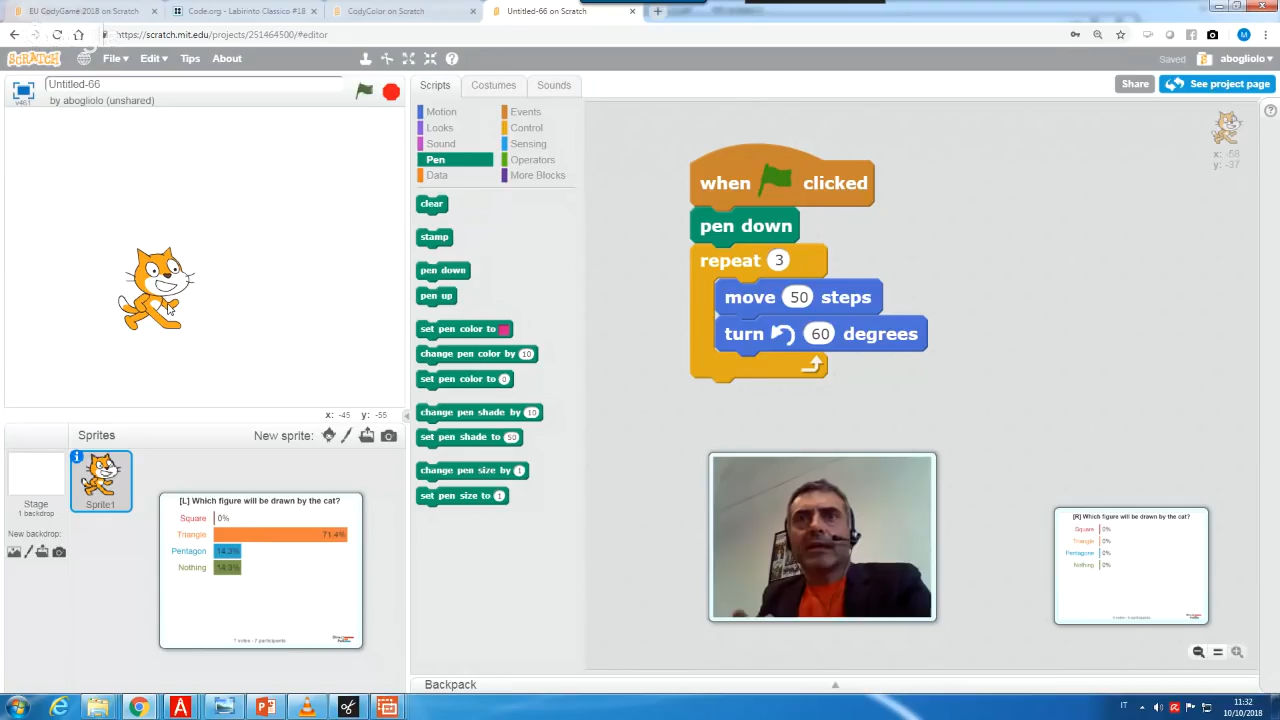 EU CodyGame 2018 on Scratch
Code.org - Labirinto Classico #18
CodyColor on Scratch
Untitled-66 on Scratch
https://scratch.mit.edu/projects/251464500/#editor
M
SCRATCH
File
Edit
Tips
About
Saved
abogliolo
Untitled-66
by abogliolo (unshared)
Scripts
Costumes
Sounds
Share
See project page
Motion
Events
Looks
Control
Sound
Sensing
Pen
Operators
Data
More Blocks
x: -58
y: -37
clear
stamp
pen down
pen up
set pen color to
change pen color by 10
set pen color to 0
change pen shade by 10
set pen shade to 50
change pen size by 1
set pen size to 1
when clicked
pen down
repeat 3
move 50 steps
turn 60 degrees
x: -45 y: -55
Sprites
New sprite:
Stage
1 backdrop
New backdrop:
Sprite1
[L] Which figure will be drawn by the cat?
Square 0%
Triangle 71.4%
Pentagon 14.3%
Nothing 14.3%
[R] Which figure will be drawn by the cat?
Square 0%
Triangle 0%
Pentagone 0%
Nothing 0%
Backpack
IT
11:32
10/10/2018